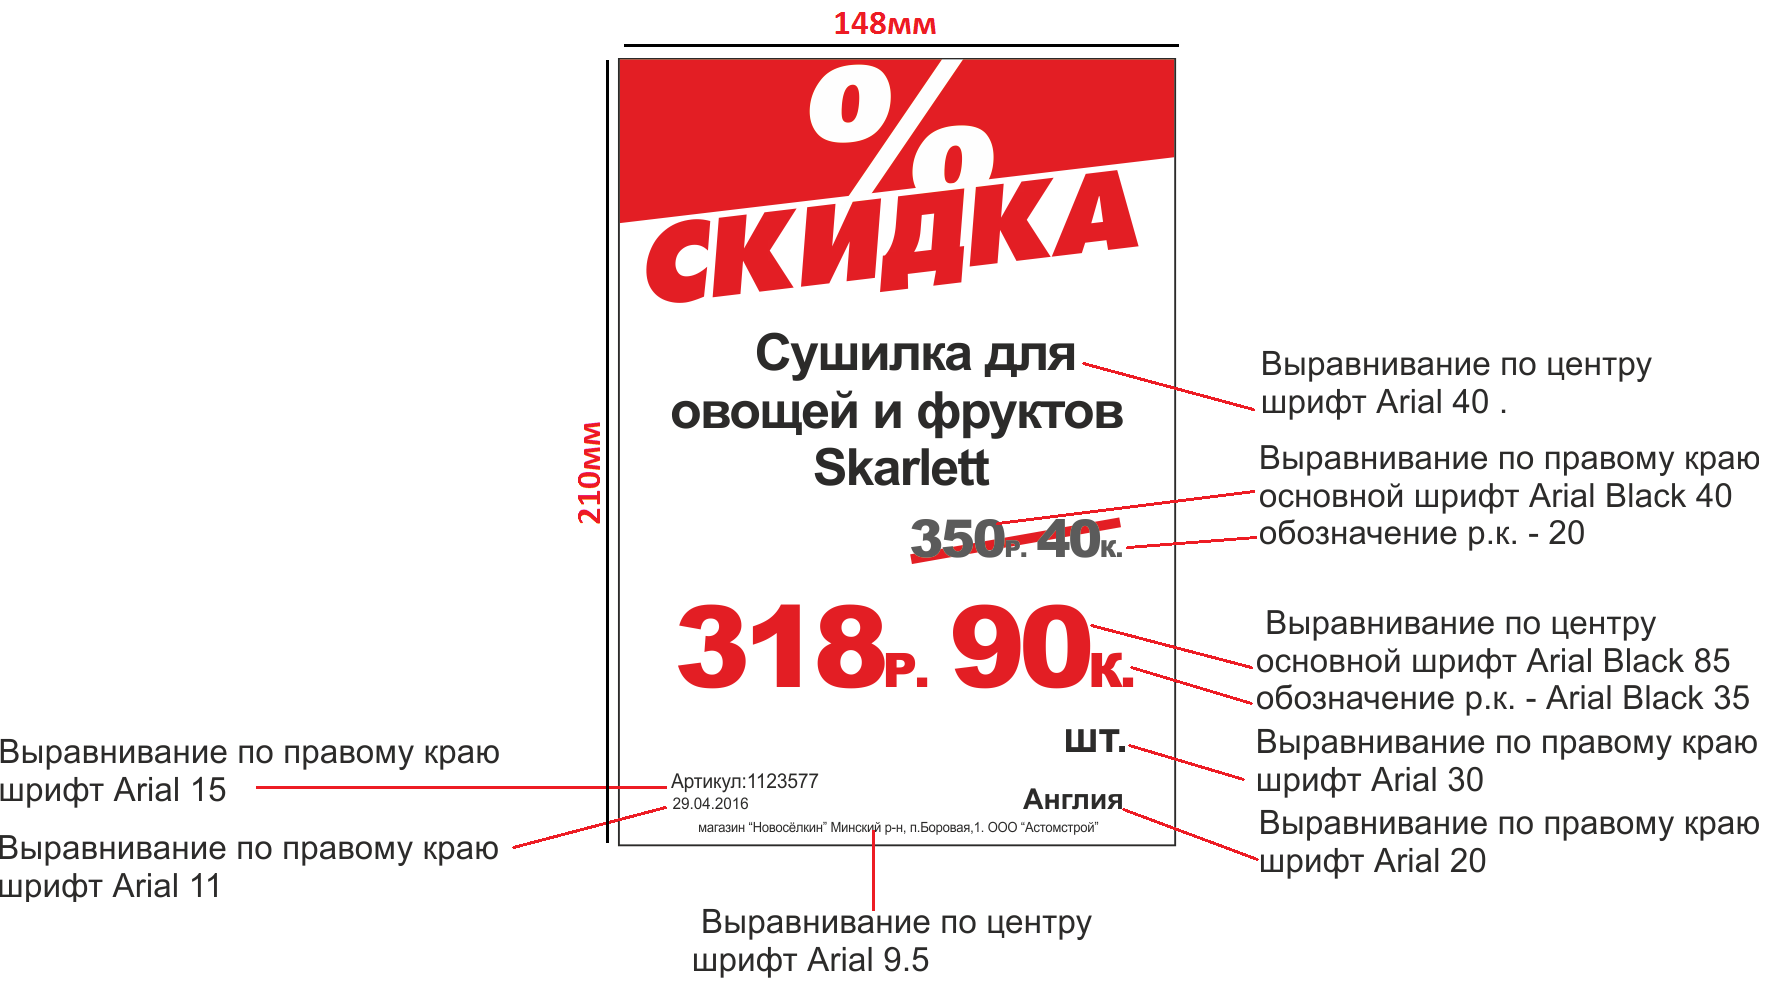 148мм
210мм
%
СКИДКА
Сушилка для
овощей и фруктов
Skarlett
350Р. 40К.
318Р. 90К.
шт.
Артикул:1123577
29.04.2016
Англия
магазин “Новосёлкин” Минский р-н, п.Боровая,1. ООО “Астомстрой”
Выравнивание по центру
шрифт Arial 40 .
Выравнивание по правому краю
основной шрифт Arial Black 40
обозначение р.к. - 20
Выравнивание по центру
основной шрифт Arial Black 85
обозначение р.к. - Arial Black 35
Выравнивание по правому краю
шрифт Arial 30
Выравнивание по правому краю
шрифт Arial 20
Выравнивание по правому краю
шрифт Arial 15
Выравнивание по правому краю
шрифт Arial 11
Выравнивание по центру
шрифт Arial 9.5